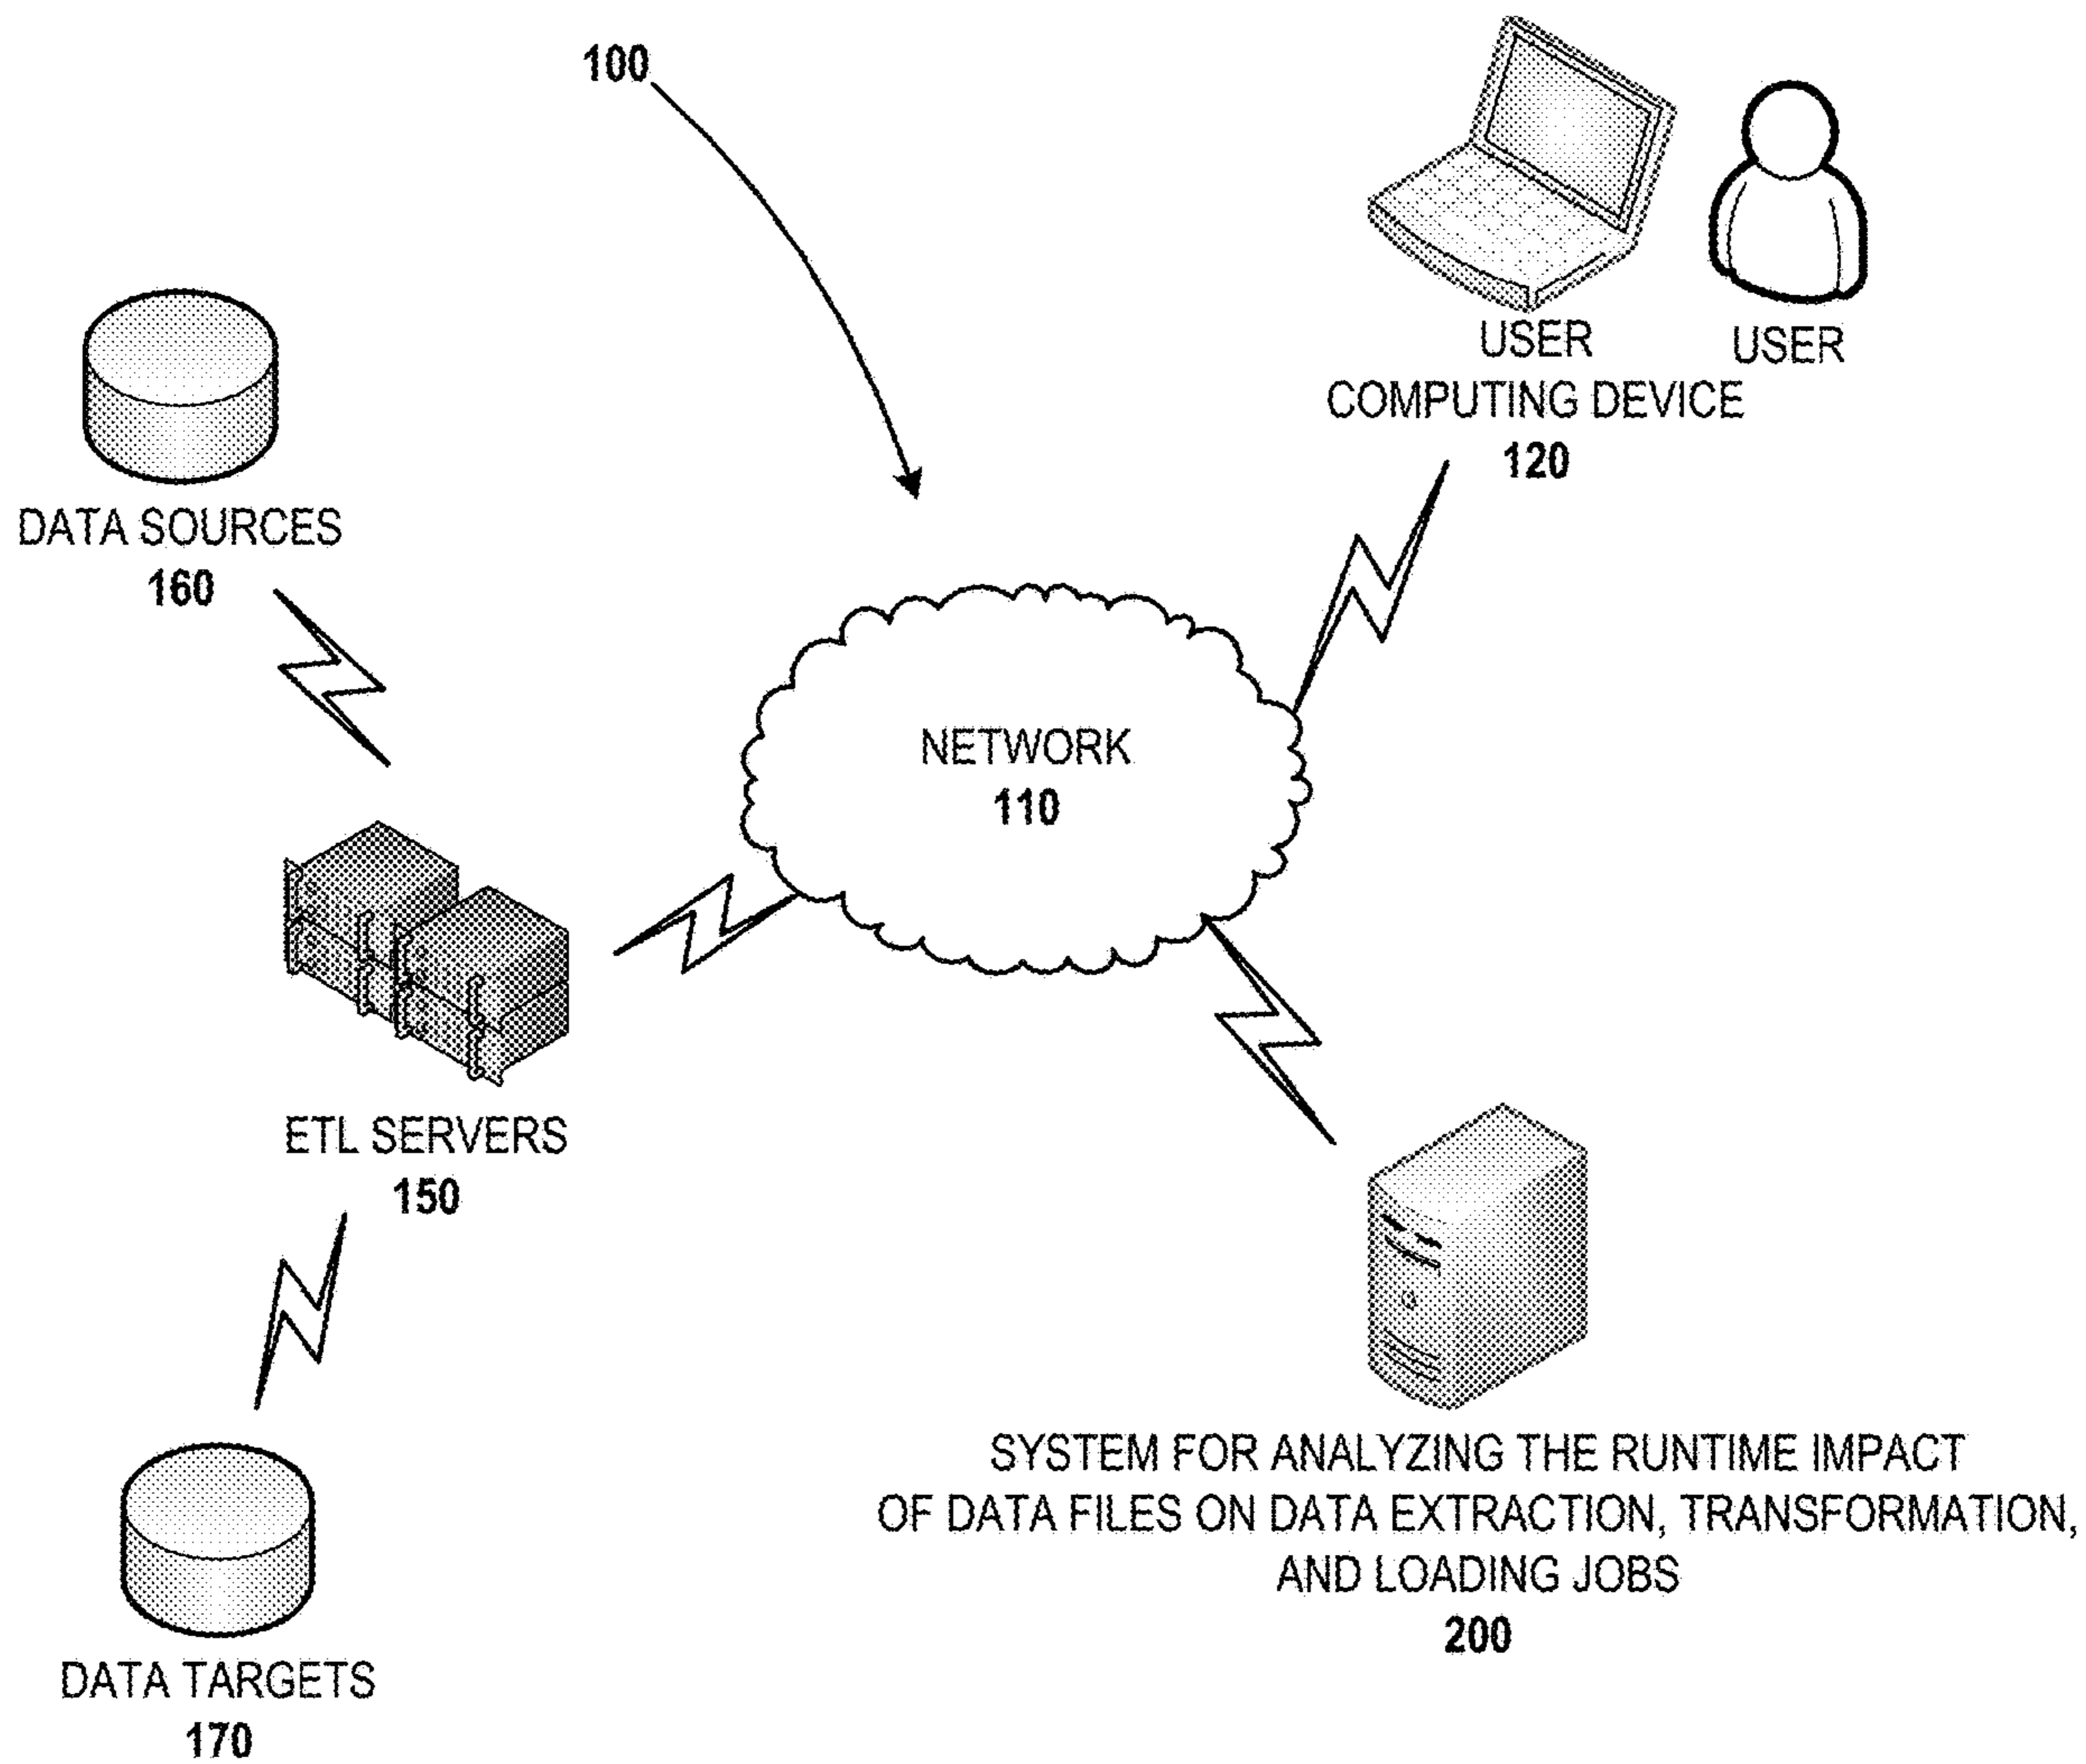 100
USER
COMPUTING DEVICE
120
USER
DATA SOURCES
160
NETWORK
110
ETL SERVERS
150
SYSTEM FOR ANALYZING THE RUNTIME IMPACT
OF DATA FILES ON DATA EXTRACTION, TRANSFORMATION,
AND LOADING JOBS
200
DATA TARGETS
170